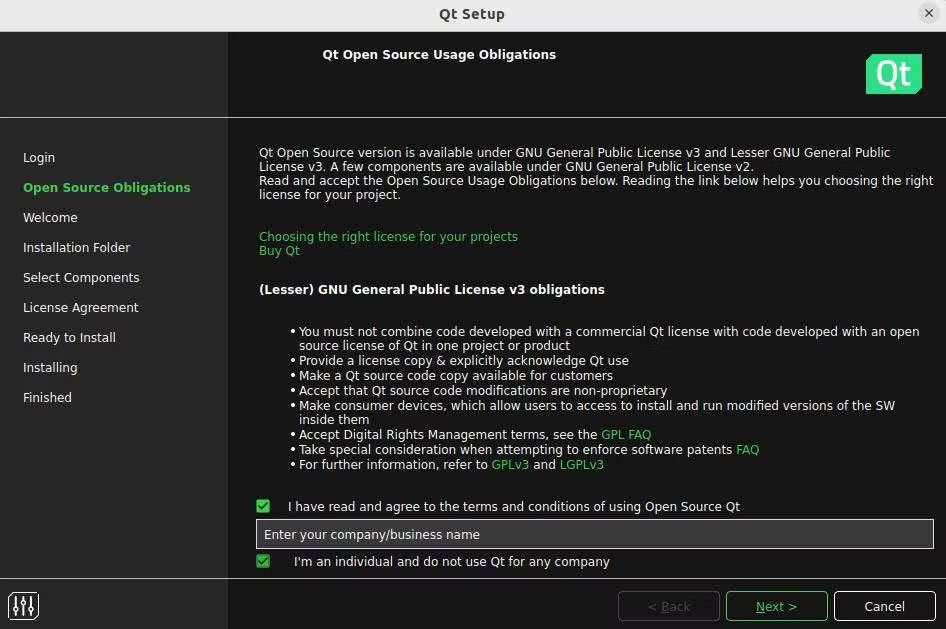 Qt Setup
Qt Open Source Usage Obligations
Qt
Login
Open Source Obligations
Welcome
Installation Folder
Select Components
License Agreement
Ready to Install
Installing
Finished
Qt Open Source version is available under GNU General Public License v3 and Lesser GNU General Public
License v3. A few components are available under GNU General Public License v2.
Read and accept the Open Source Usage Obligations below. Reading the link below helps you choosing the right
license for your project.
Choosing the right license for your projects
Buy Qt
(Lesser) GNU General Public License v3 obligations
• You must not combine code developed with a commercial Qt license with code developed with an open
source license of Qt in one project or product
• Provide a license copy & explicitly acknowledge Qt use
• Make a Qt source code copy available for customers
• Accept that Qt source code modifications are non-proprietary
• Make consumer devices, which allow users to access to install and run modified versions of the SW
inside them
• Accept Digital Rights Management terms, see the GPL FAQ
• Take special consideration when attempting to enforce software patents FAQ
• For further information, refer to GPLv3 and LGPLv3
I have read and agree to the terms and conditions of using Open Source Qt
Enter your company/business name
I'm an individual and do not use Qt for any company
< Back
Next >
Cancel